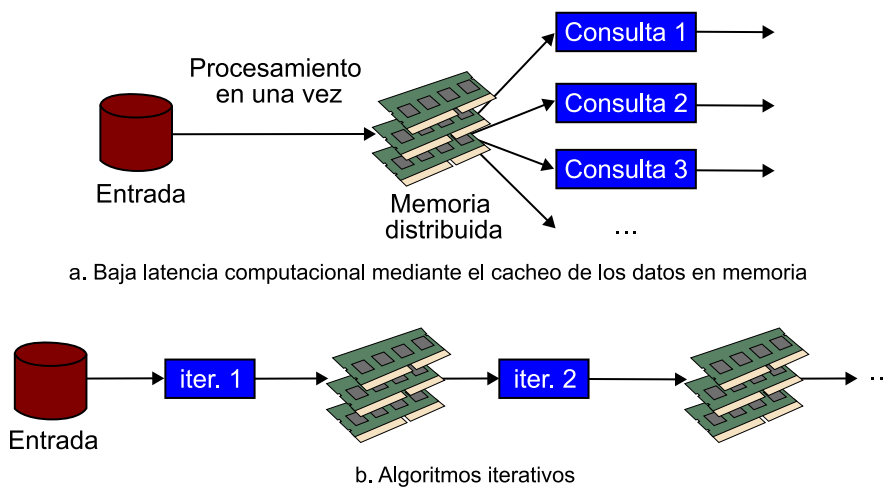 Procesamiento
en una vez
Entrada
Memoria
distribuida
Consulta 1
Consulta 2
Consulta 3
...
a. Baja latencia computacional mediante el cacheo de los datos en memoria
Entrada
iter. 1
iter. 2
..
b. Algoritmos iterativos